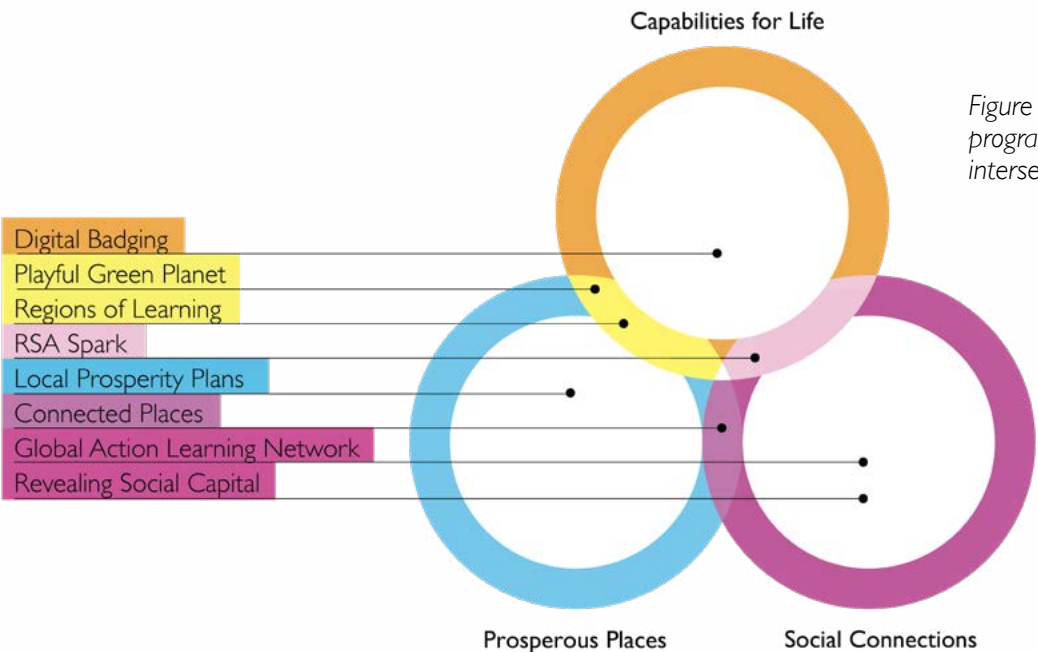 Capabilities for Life
Figure
progra
interse
Digital Badging
Playful Green Planet
Regions of Learning
RSA Spark
Local Prosperity Plans
Connected Places
Global Action Learning Network
Revealing Social Capital
Prosperous Places
Social Connections